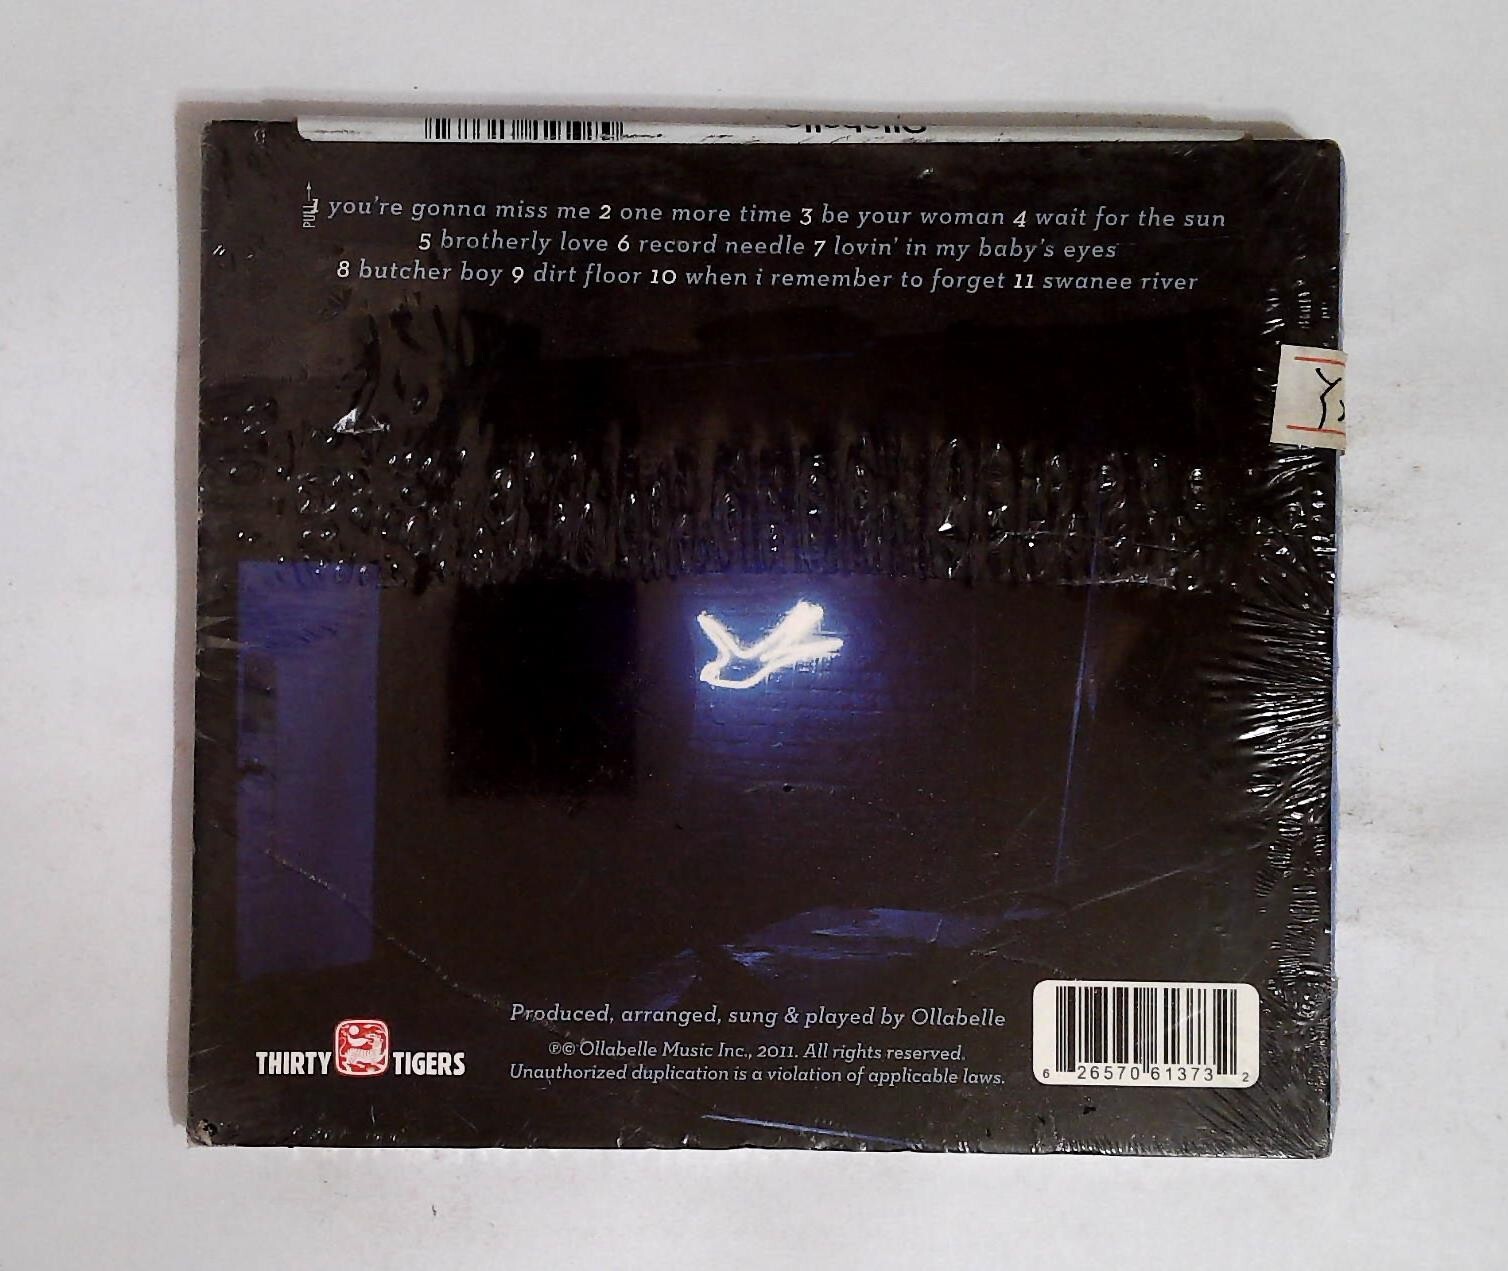 PULL
1 you're gonna miss me 2 one more time 3 be your woman 4 wait for the sun
5 brotherly love 6 record needle 7 lovin' in my baby's eyes
8 butcher boy 9 dirt floor 10 when i remember to forget 11 swanee river
THIRTY TIGERS
Produced, arranged, sung & played by Ollabelle
℗© Ollabelle Music Inc., 2011. All rights reserved.
Unauthorized duplication is a violation of applicable laws.
6 26570 61373 2